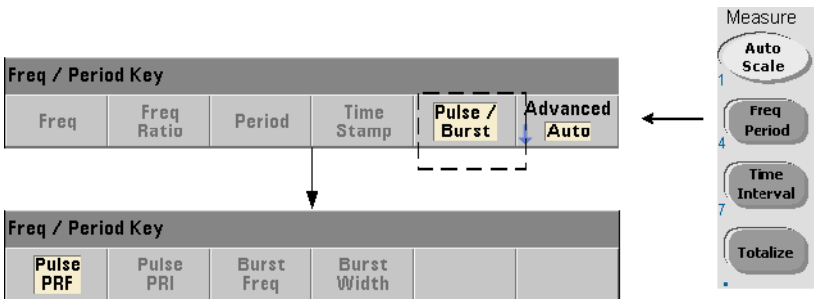 Freq / Period Key
Freq
Freq
Ratio
Period
Time
Stamp
Pulse /
Burst
Advanced
Auto
Freq / Period Key
Pulse
PRF
Pulse
PRI
Burst
Freq
Burst
Width
Measure
Auto
Scale
1
Freq
Period
4
Time
Interval
7
Totalize
.